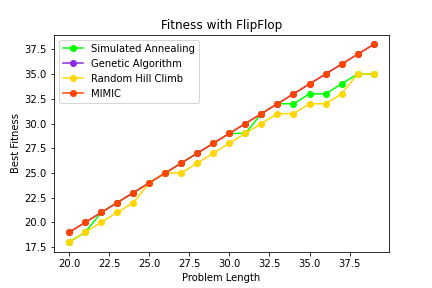 Fitness with FlipFlop
Simulated Annealing
Genetic Algorithm
Random Hill Climb
MIMIC
Best Fitness
37.5
35.0
32.5
30.0
27.5
25.0
22.5
20.0
17.5
20.0 22.5 25.0 27.5 30.0 32.5 35.0 37.5
Problem Length